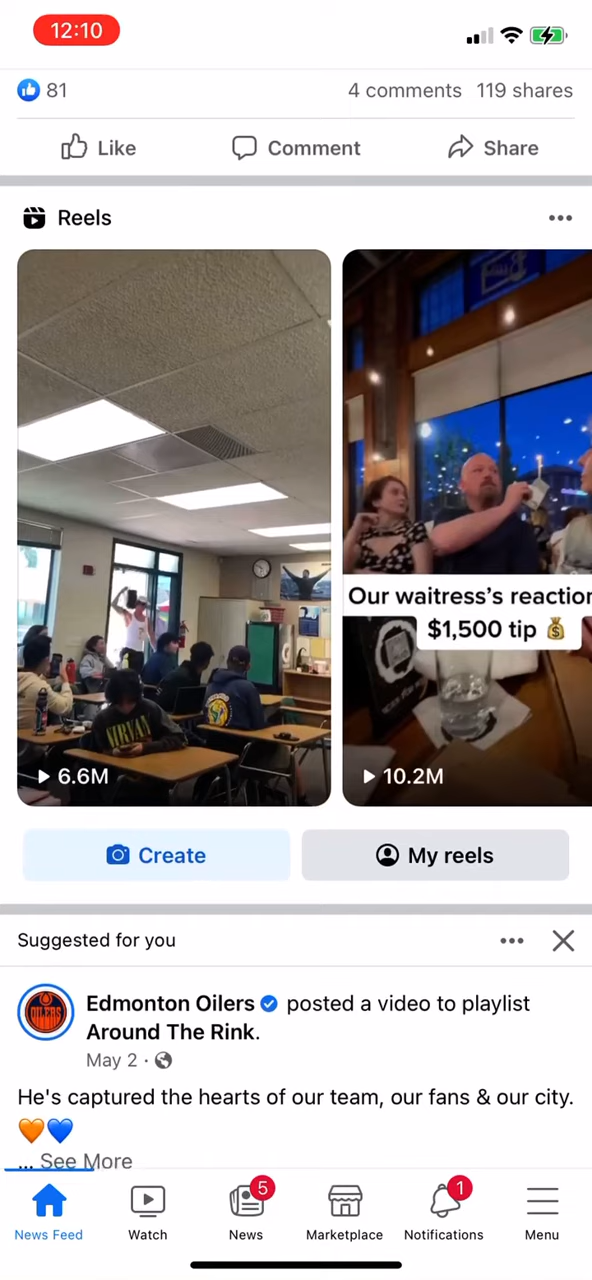 12:10
81
4 comments 119 shares
Like
Comment
Share
Reels
NIRVAN
6.6M
Our waitress's reaction
$1,500 tip 💰
10.2M
Create
My reels
Suggested for you
OILERS
Edmonton Oilers posted a video to playlist
Around The Rink.
May 2 ·
He's captured the hearts of our team, our fans & our city.
🧡💙
... See More
5
1
News Feed
Watch
News
Marketplace
Notifications
Menu